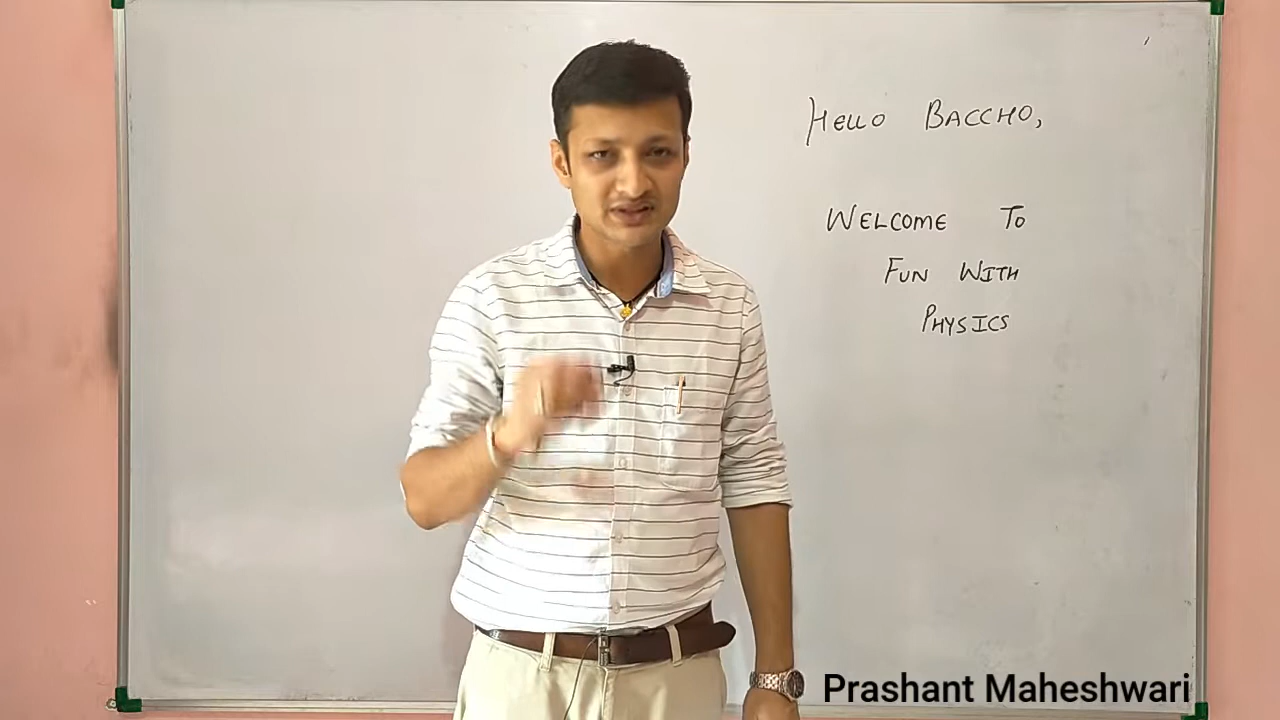 HELLO BACCHO,
WELCOME TO
FUN WITH
PHYSICS
Prashant Maheshwari